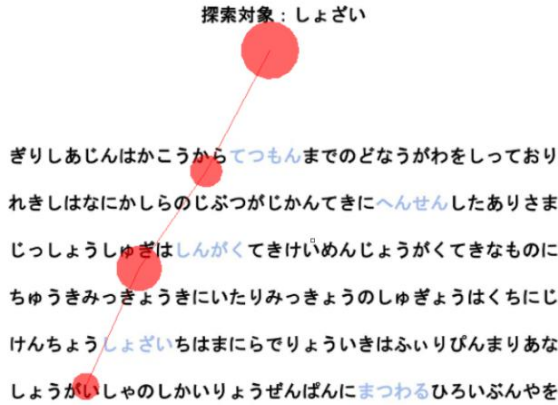 探索対象：しょざい
ぎりしあじんはかこうからてつもんまでのどなうがわをしっており
れきしはなにかしらのじぶつがじかんてきにへんせんしたありさま
じっしょうしゅぎはしんがくてきけいめんじょうがくてきなものに
ちゅうきみっきょうきにいたりみっきょうのしゅぎょうはくちにじ
けんちょうしょざいちはまにらでりょういきはふぃりぴんまりあな
しょうがいしゃのしかいりょうぜんぱんにまつわるひろいぶんやを